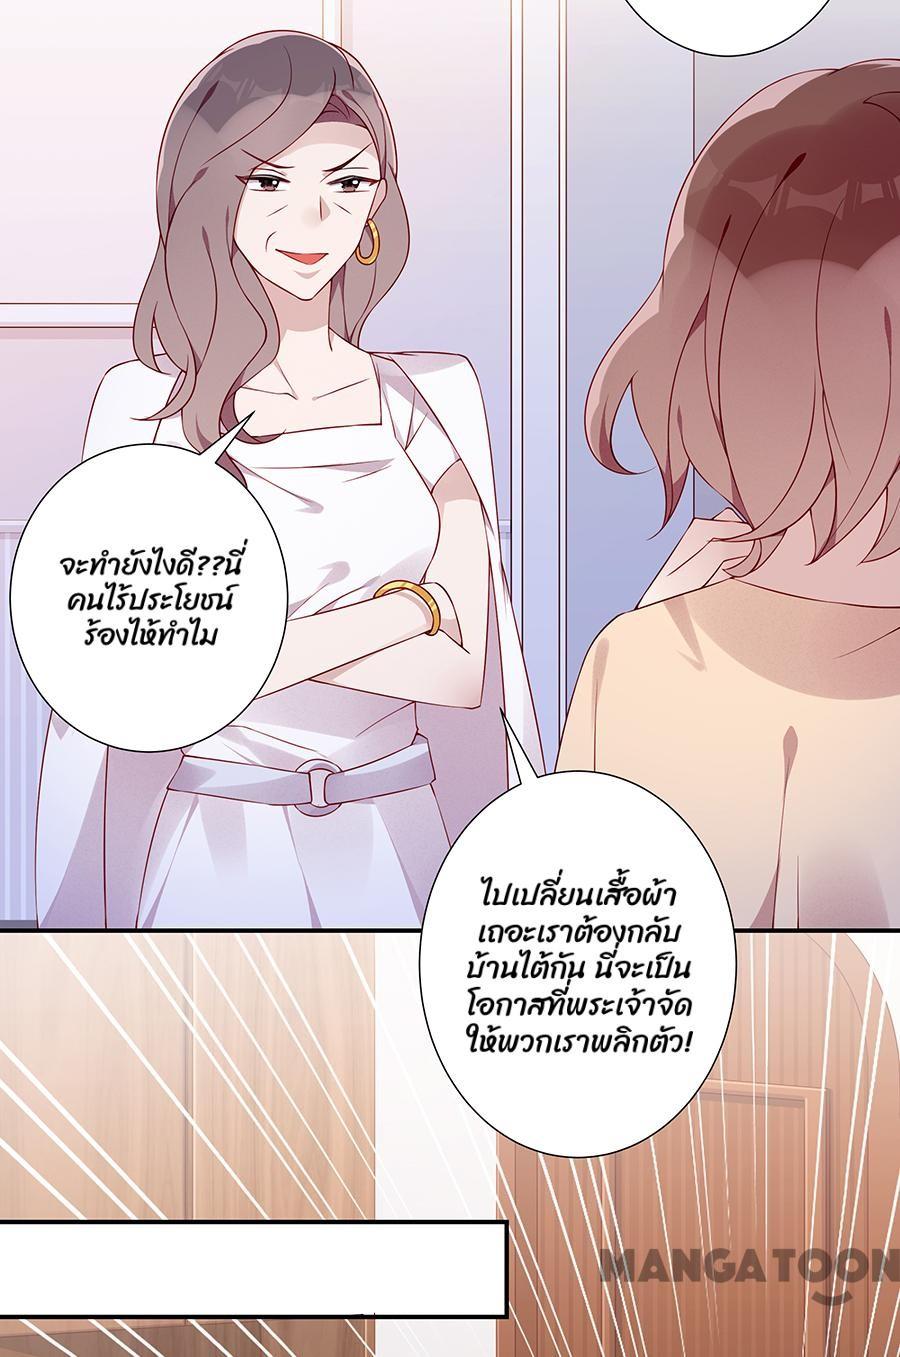 จะทำยังไงดี??นี่
คนไร้ประโยชน์
ร้องไห้ทำไม
ไปเปลี่ยนเสื้อผ้า
เถอะเราต้องกลับ
บ้านไต้กัน นี่จะเป็น
โอกาสที่พระเจ้าจัด
ให้พวกเราพลิกตัว!
MANGATOON